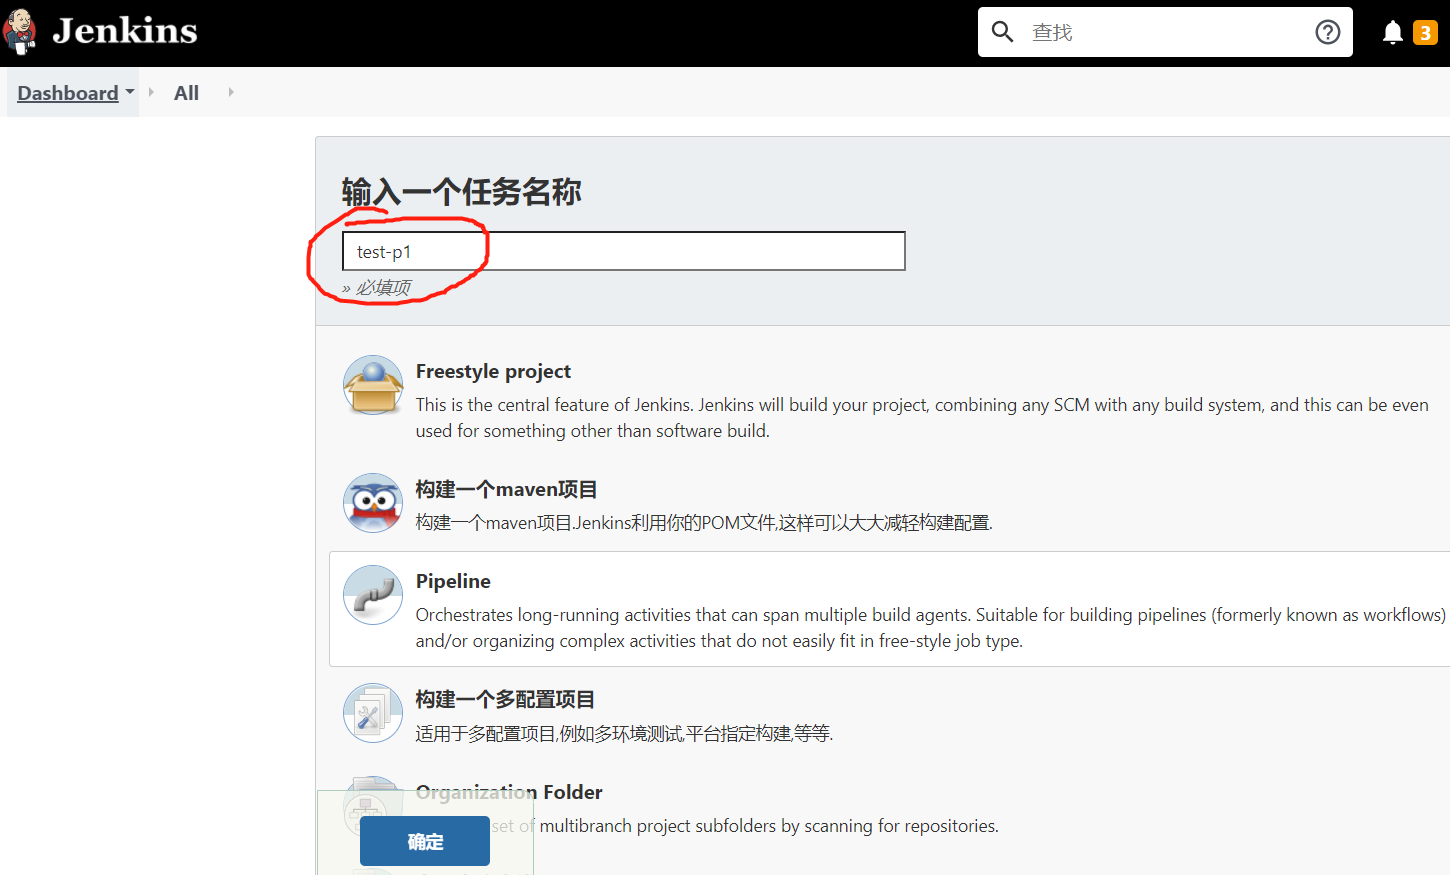 Jenkins
查找
3
Dashboard
All
输入一个任务名称
test-p1
» 必填项
Freestyle project
This is the central feature of Jenkins. Jenkins will build your project, combining any SCM with any build system, and this can be even
used for something other than software build.
构建一个maven项目
构建一个maven项目.Jenkins利用你的POM文件,这样可以大大减轻构建配置.
Pipeline
Orchestrates long-running activities that can span multiple build agents. Suitable for building pipelines (formerly known as workflows)
and/or organizing complex activities that do not easily fit in free-style job type.
构建一个多配置项目
适用于多配置项目,例如多环境测试,平台指定构建,等等.
Organization Folder
set of multibranch project subfolders by scanning for repositories.
确定